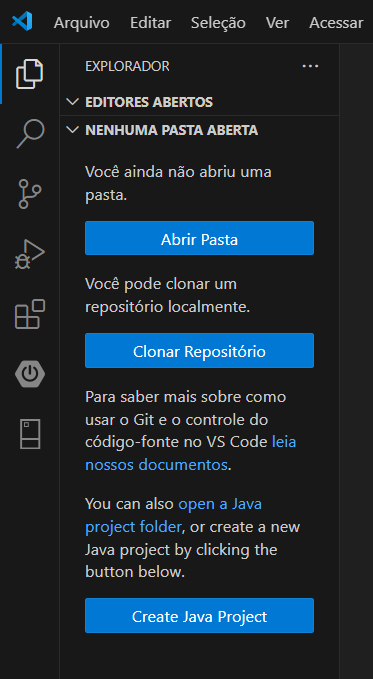 Arquivo Editar Seleção Ver Acessar
EXPLORADOR ...
EDITORES ABERTOS
NENHUMA PASTA ABERTA
Você ainda não abriu uma
pasta.
Abrir Pasta
Você pode clonar um
repositório localmente.
Clonar Repositório
Para saber mais sobre como
usar o Git e o controle do
código-fonte no VS Code leia
nossos documentos.
You can also open a Java
project folder, or create a new
Java project by clicking the
button below.
Create Java Project